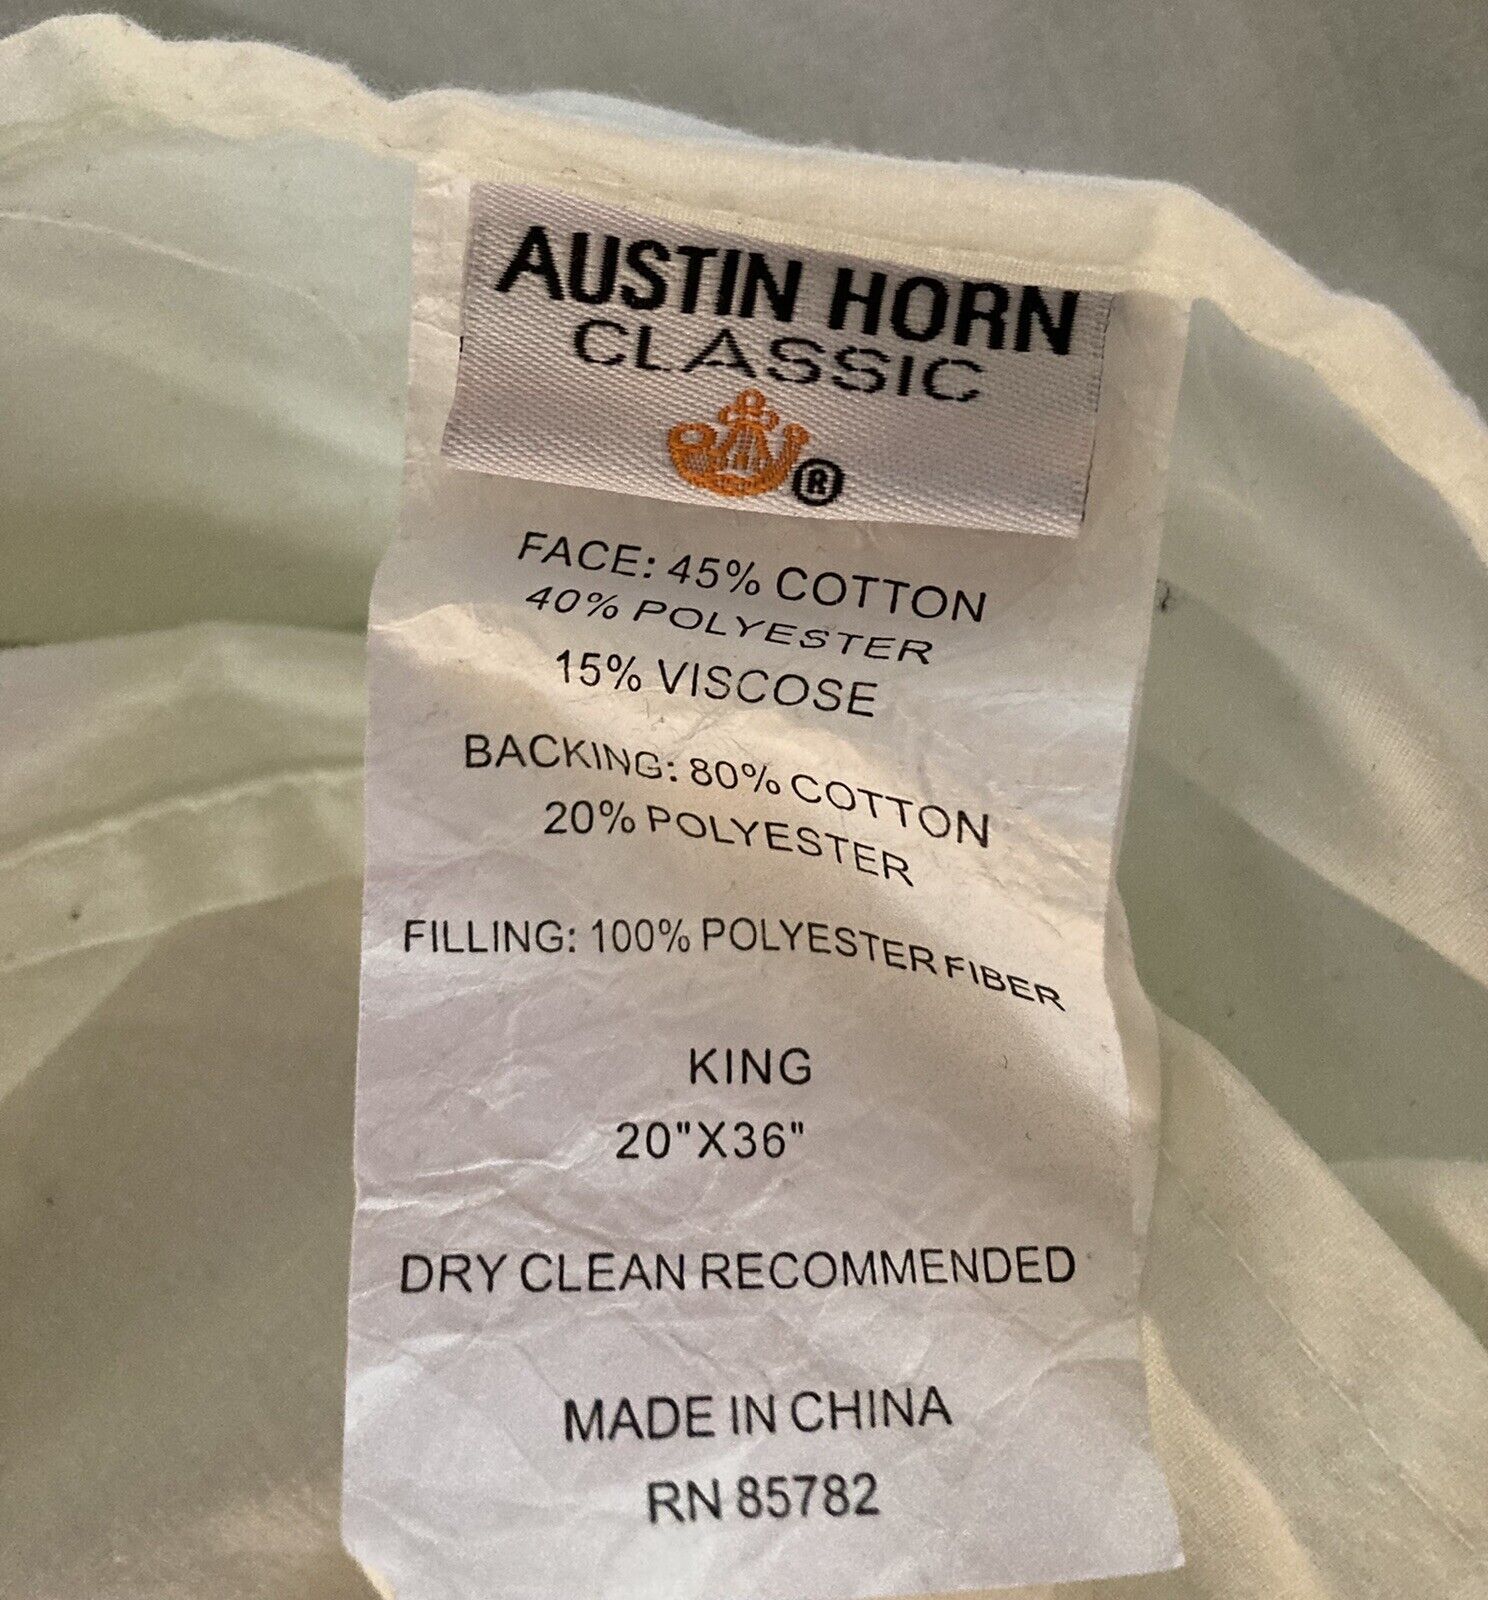 AUSTIN HORN
CLASSIC
®
FACE: 45% COTTON
40% POLYESTER
15% VISCOSE
BACKING: 80% COTTON
20% POLYESTER
FILLING: 100% POLYESTER FIBER
KING
20"X36"
DRY CLEAN RECOMMENDED
MADE IN CHINA
RN 85782